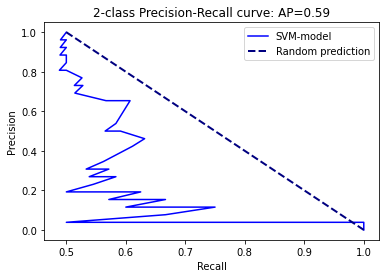 2-class Precision-Recall curve: AP=0.59
SVM-model
Random prediction
Precision
1.0
0.8
0.6
0.4
0.2
0.0
0.5
0.6
0.7
0.8
0.9
1.0
Recall